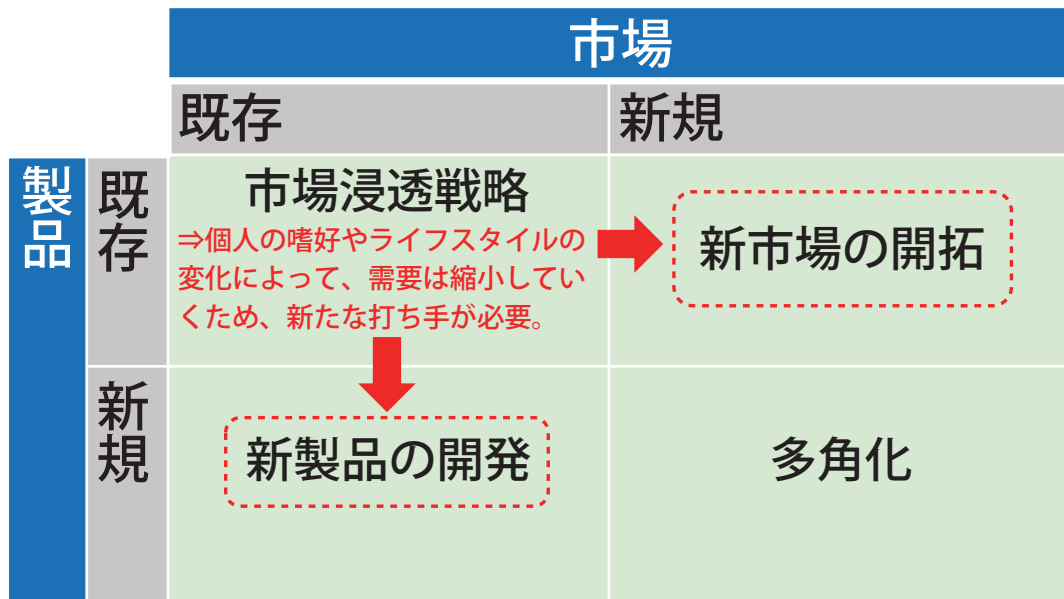 市場
既存
新規
製品
既存
市場浸透戦略
⇒個人の嗜好やライフスタイルの
変化によって、需要は縮小してい
くため、新たな打ち手が必要。
新市場の開拓
新規
新製品の開発
多角化